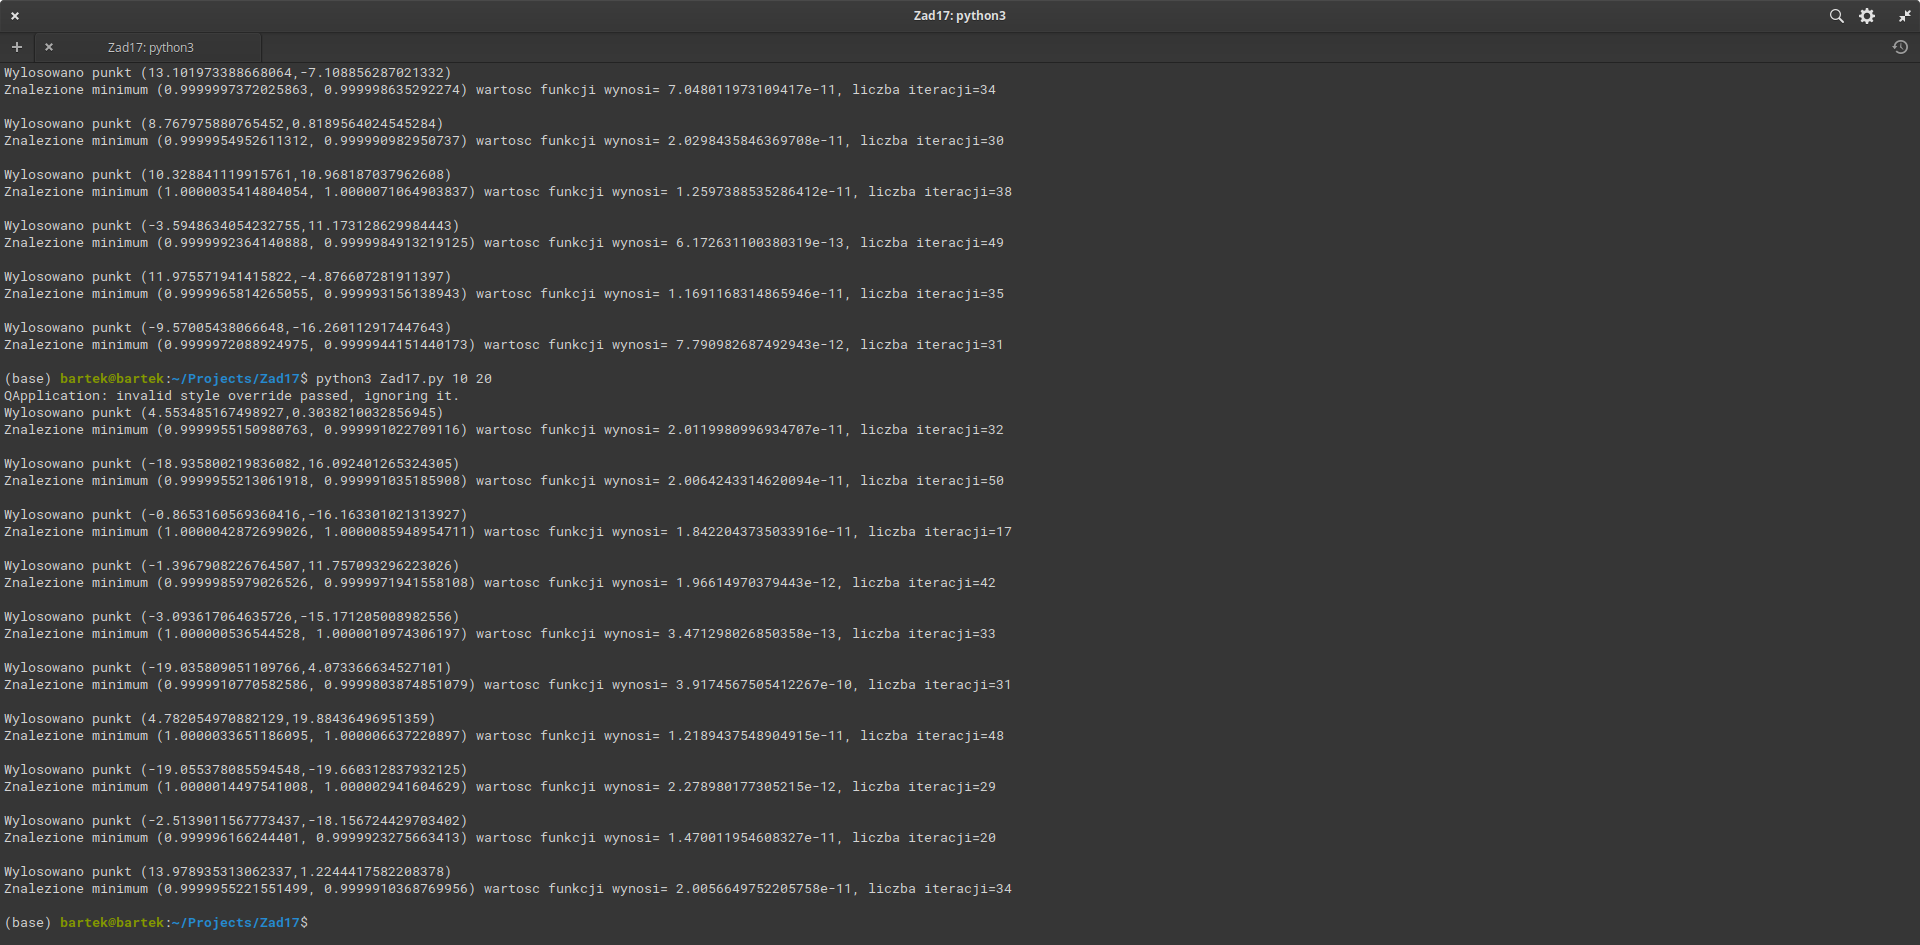 Zad17: python3
Zad17: python3
Wylosowano punkt (13.101973388668064,-7.108856287021332)
Znalezione minimum (0.9999997372025863, 0.999998635292274) wartosc funkcji wynosi= 7.048011973109417e-11, liczba iteracji=34
Wylosowano punkt (8.767975880765452,0.8189564024545284)
Znalezione minimum (0.9999954952611312, 0.999990982950737) wartosc funkcji wynosi= 2.0298435846369708e-11, liczba iteracji=30
Wylosowano punkt (10.328841119915761,10.968187037962608)
Znalezione minimum (1.0000035414804054, 1.0000071064903837) wartosc funkcji wynosi= 1.2597388535286412e-11, liczba iteracji=38
Wylosowano punkt (-3.5948634054232755,11.173128629984443)
Znalezione minimum (0.9999992364140888, 0.9999984913219125) wartosc funkcji wynosi= 6.172631100380319e-13, liczba iteracji=49
Wylosowano punkt (11.975571941415822,-4.876607281911397)
Znalezione minimum (0.9999965814265055, 0.999993156138943) wartosc funkcji wynosi= 1.1691168314865946e-11, liczba iteracji=35
Wylosowano punkt (-9.57005438066648,-16.260112917447643)
Znalezione minimum (0.9999972088924975, 0.9999944151440173) wartosc funkcji wynosi= 7.790982687492943e-12, liczba iteracji=31
(base) bartek@bartek:~/Projects/Zad17$ python3 Zad17.py 10 20
QApplication: invalid style override passed, ignoring it.
Wylosowano punkt (4.553485167498927,0.3038210032856945)
Znalezione minimum (0.9999955150980763, 0.999991022709116) wartosc funkcji wynosi= 2.0119980996934707e-11, liczba iteracji=32
Wylosowano punkt (-18.935800219836082,16.092401265324305)
Znalezione minimum (0.9999955213061918, 0.999991035185908) wartosc funkcji wynosi= 2.0064243314620094e-11, liczba iteracji=50
Wylosowano punkt (-0.8653160569360416,-16.163301021313927)
Znalezione minimum (1.0000042872699026, 1.0000085948954711) wartosc funkcji wynosi= 1.8422043735033916e-11, liczba iteracji=17
Wylosowano punkt (-1.3967908226764507,11.757093296223026)
Znalezione minimum (0.9999985979026526, 0.9999971941558108) wartosc funkcji wynosi= 1.96614970379443e-12, liczba iteracji=42
Wylosowano punkt (-3.093617064635726,-15.171205008982556)
Znalezione minimum (1.000000536544528, 1.0000010974306197) wartosc funkcji wynosi= 3.471298026850358e-13, liczba iteracji=33
Wylosowano punkt (-19.035809051109766,4.073366634527101)
Znalezione minimum (0.9999910770582586, 0.9999803874851079) wartosc funkcji wynosi= 3.9174567505412267e-10, liczba iteracji=31
Wylosowano punkt (4.782054970882129,19.88436496951359)
Znalezione minimum (1.0000033651186095, 1.000006637220897) wartosc funkcji wynosi= 1.2189437548904915e-11, liczba iteracji=48
Wylosowano punkt (-19.055378085594548,-19.660312837932125)
Znalezione minimum (1.0000014497541008, 1.000002941604629) wartosc funkcji wynosi= 2.278980177305215e-12, liczba iteracji=29
Wylosowano punkt (-2.5139011567773437,-18.156724429703402)
Znalezione minimum (0.999996166244401, 0.9999923275663413) wartosc funkcji wynosi= 1.470011954608327e-11, liczba iteracji=20
Wylosowano punkt (13.978935313062337,1.2244417582208378)
Znalezione minimum (0.9999955221551499, 0.9999910368769956) wartosc funkcji wynosi= 2.0056649752205758e-11, liczba iteracji=34
(base) bartek@bartek:~/Projects/Zad17$